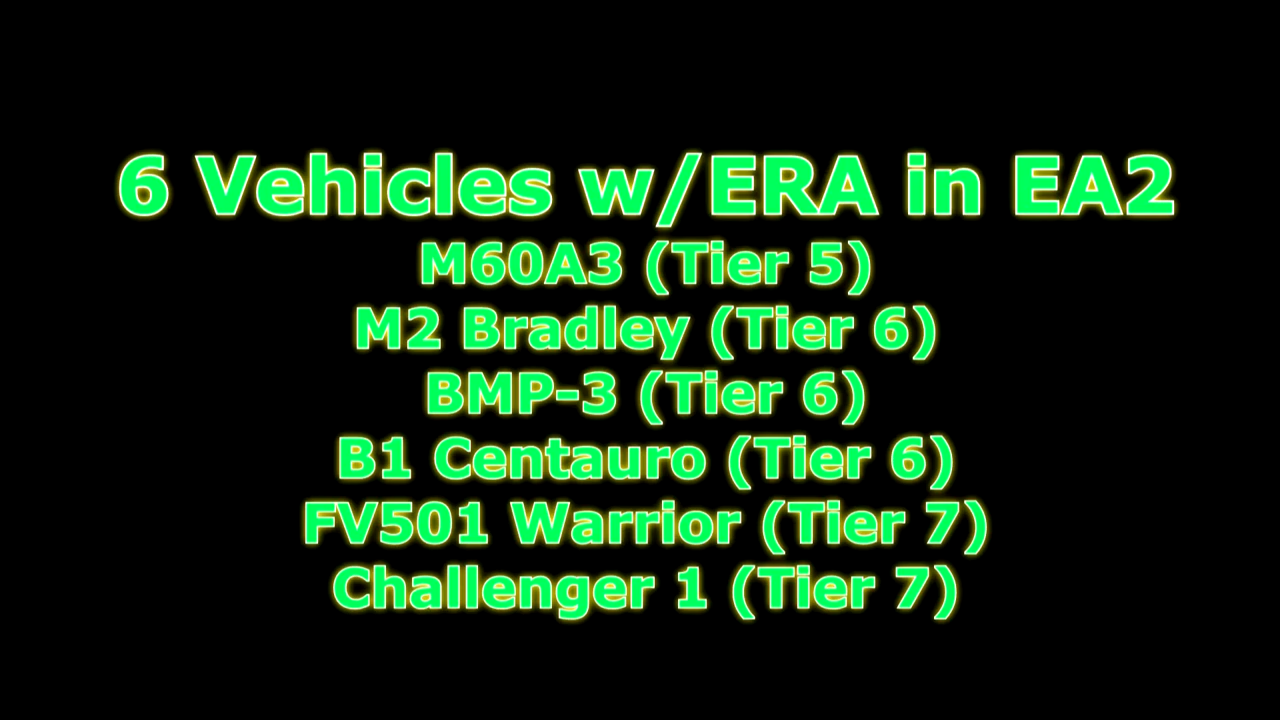 6 Vehicles w/ERA in EA2
M60A3 (Tier 5)
M2 Bradley (Tier 6)
BMP-3 (Tier 6)
B1 Centauro (Tier 6)
FV501 Warrior (Tier 7)
Challenger 1 (Tier 7)